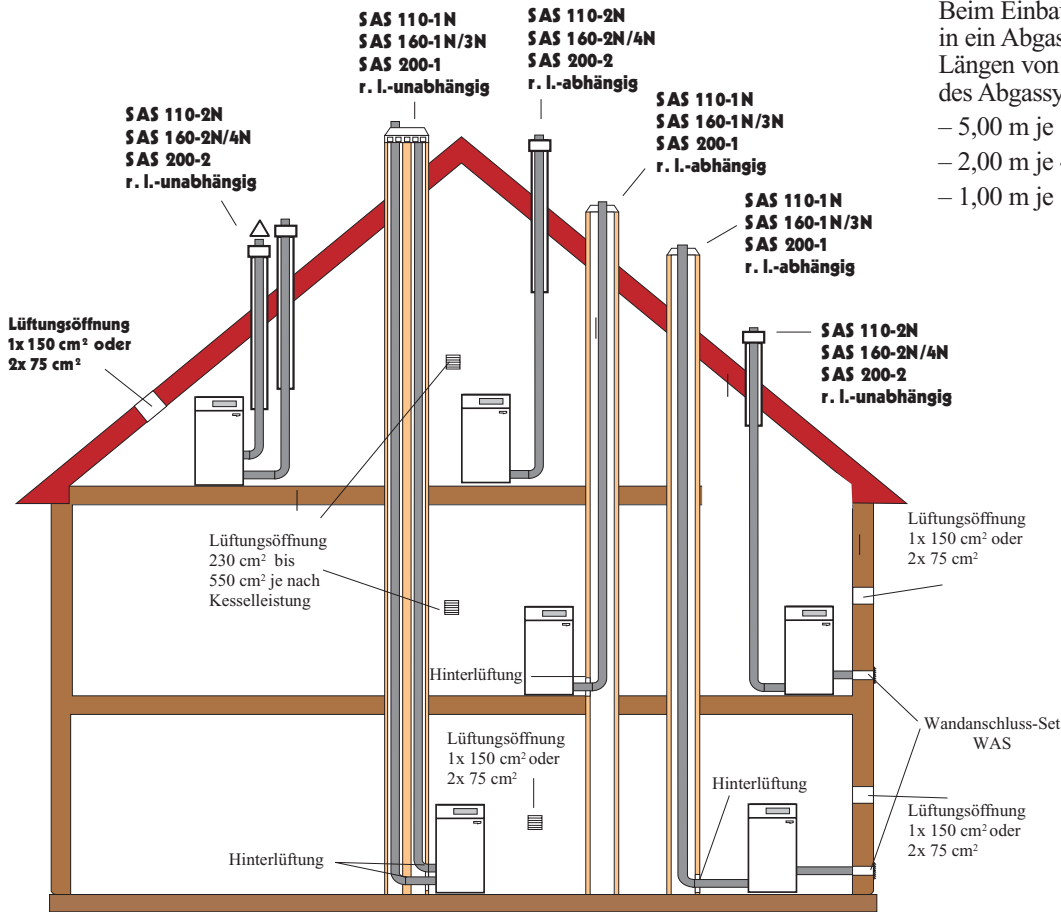 SAS 110-1N
SAS 160-1N/3N
SAS 200-1
r. l.-unabhängig
SAS 110-2N
SAS 160-2N/4N
SAS 200-2
r. l.-abhängig
Beim Einbau
in ein Abgas
Längen von
des Abgassy
– 5,00 m je
– 2,00 m je
– 1,00 m je
SAS 110-2N
SAS 160-2N/4N
SAS 200-2
r. l.-unabhängig
SAS 110-1N
SAS 160-1N/3N
SAS 200-1
r. l.-abhängig
SAS 110-1N
SAS 160-1N/3N
SAS 200-1
r. l.-abhängig
Lüftungsöffnung
1x 150 cm² oder
2x 75 cm²
SAS 110-2N
SAS 160-2N/4N
SAS 200-2
r. l.-unabhängig
Lüftungsöffnung
230 cm² bis
550 cm² je nach
Kesselleistung
Lüftungsöffnung
1x 150 cm² oder
2x 75 cm²
Hinterlüftung
Wandanschluss-Set
WAS
Lüftungsöffnung
1x 150 cm² oder
2x 75 cm²
Hinterlüftung
Lüftungsöffnung
1x 150 cm² oder
2x 75 cm²
Hinterlüftung